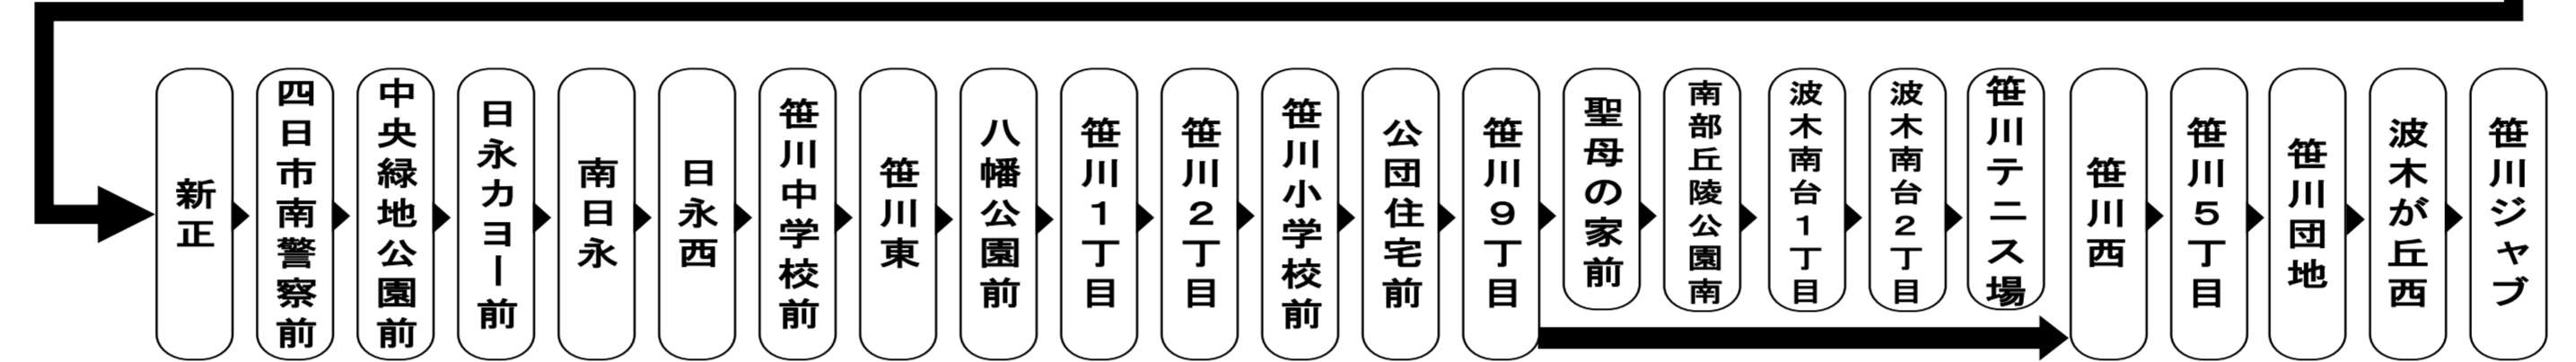 新正
四日市南警察前
中央緑地公園前
日永カヨー前
南日永
日永西
笹川中学校前
笹川東
八幡公園前
笹川1丁目
笹川2丁目
笹川小学校前
公団住宅前
笹川9丁目
聖母の家前
南部丘陵公園南
波木南台1丁目
波木南台2丁目
笹川テニス場
笹川西
笹川5丁目
笹川団地
波木が丘西
笹川ジャブ